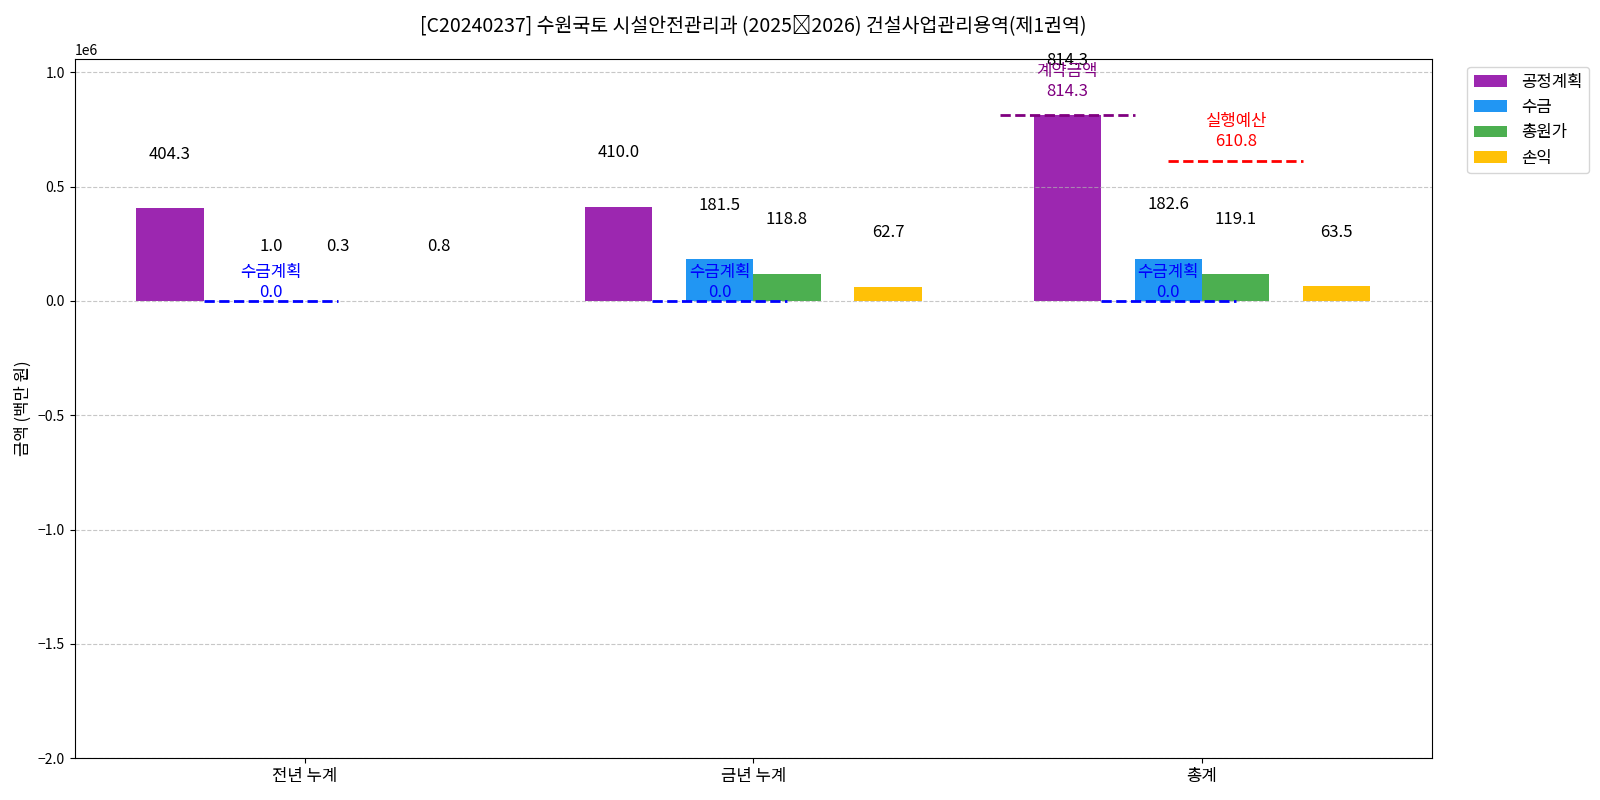 [C20240237] 수원국토 시설안전관리과 (2025〿2026) 건설사업관리용역(제1권역)
1e6
1.0
0.5
0.0
−0.5
−1.0
−1.5
−2.0
금액 (백만 원)
404.3
1.0
0.3
0.8
수금계획
0.0
410.0
181.5
118.8
62.7
수금계획
0.0
814.3
계약금액
814.3
실행예산
610.8
182.6
119.1
63.5
수금계획
0.0
전년 누계
금년 누계
총계
공정계획
수금
총원가
손익